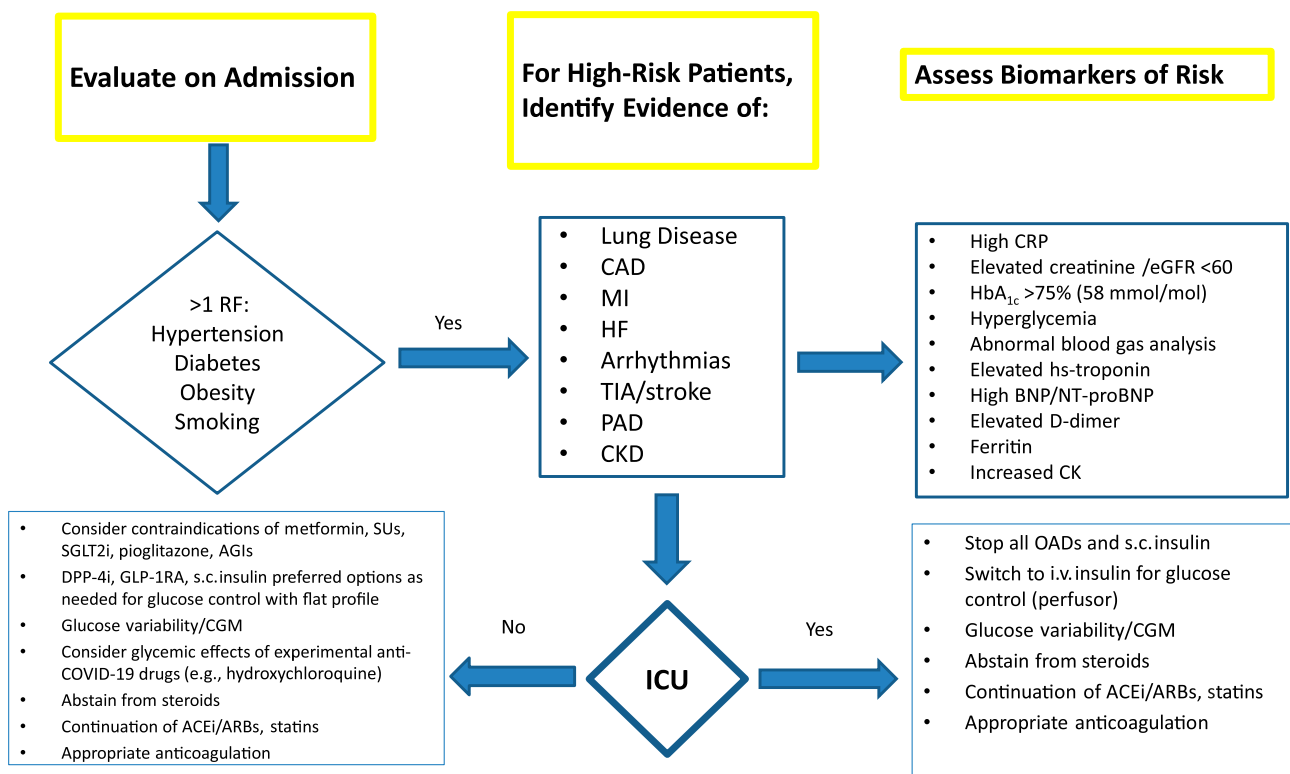 Evaluate on Admission
For High-Risk Patients,
Identify Evidence of:
Assess Biomarkers of Risk
>1 RF:
Hypertension
Diabetes
Obesity
Smoking
Yes
• Lung Disease
• CAD
• MI
• HF
• Arrhythmias
• TIA/stroke
• PAD
• CKD
• High CRP
• Elevated creatinine /eGFR <60
• HbA1c >75% (58 mmol/mol)
• Hyperglycemia
• Abnormal blood gas analysis
• Elevated hs-troponin
• High BNP/NT-proBNP
• Elevated D-dimer
• Ferritin
• Increased CK
• Consider contraindications of metformin, SUs,
SGLT2i, pioglitazone, AGIs
• DPP-4i, GLP-1RA, s.c. insulin preferred options as
needed for glucose control with flat profile
• Glucose variability/CGM
• Consider glycemic effects of experimental anti-
COVID-19 drugs (e.g., hydroxychloroquine)
• Abstain from steroids
• Continuation of ACEi/ARBs, statins
• Appropriate anticoagulation
No
ICU
Yes
• Stop all OADs and s.c. insulin
• Switch to i.v. insulin for glucose
control (perfusor)
• Glucose variability/CGM
• Abstain from steroids
• Continuation of ACEi/ARBs, statins
• Appropriate anticoagulation